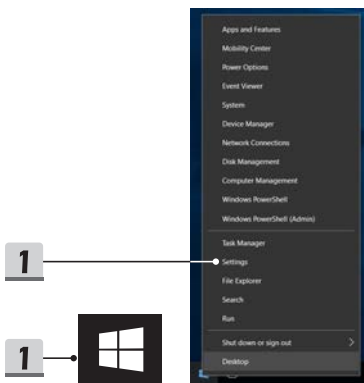 Apps and Features
Mobility Center
Power Options
Event Viewer
System
Device Manager
Network Connections
Disk Management
Computer Management
Windows PowerShell
Windows PowerShell (Admin)
Task Manager
1
Settings
File Explorer
Search
Run
1
Shut down or sign out
Desktop